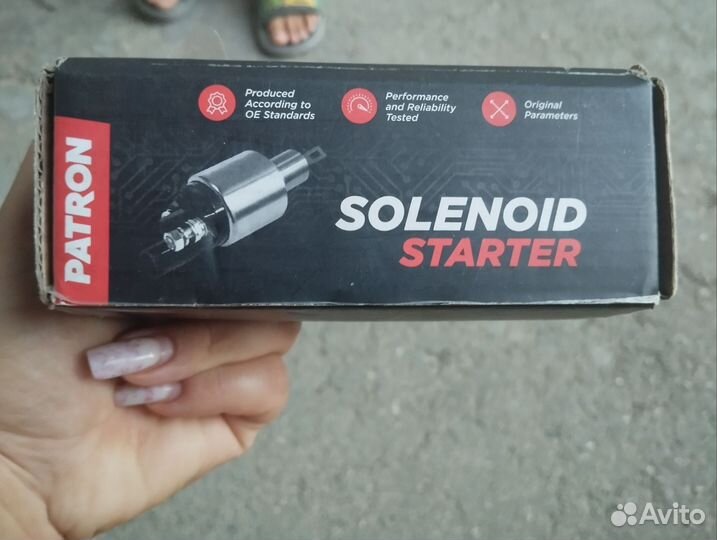 PATRON
Produced
According to
OE Standards
Performance
and Reliability
Tested
Original
Parameters
SOLENOID
STARTER
Avito